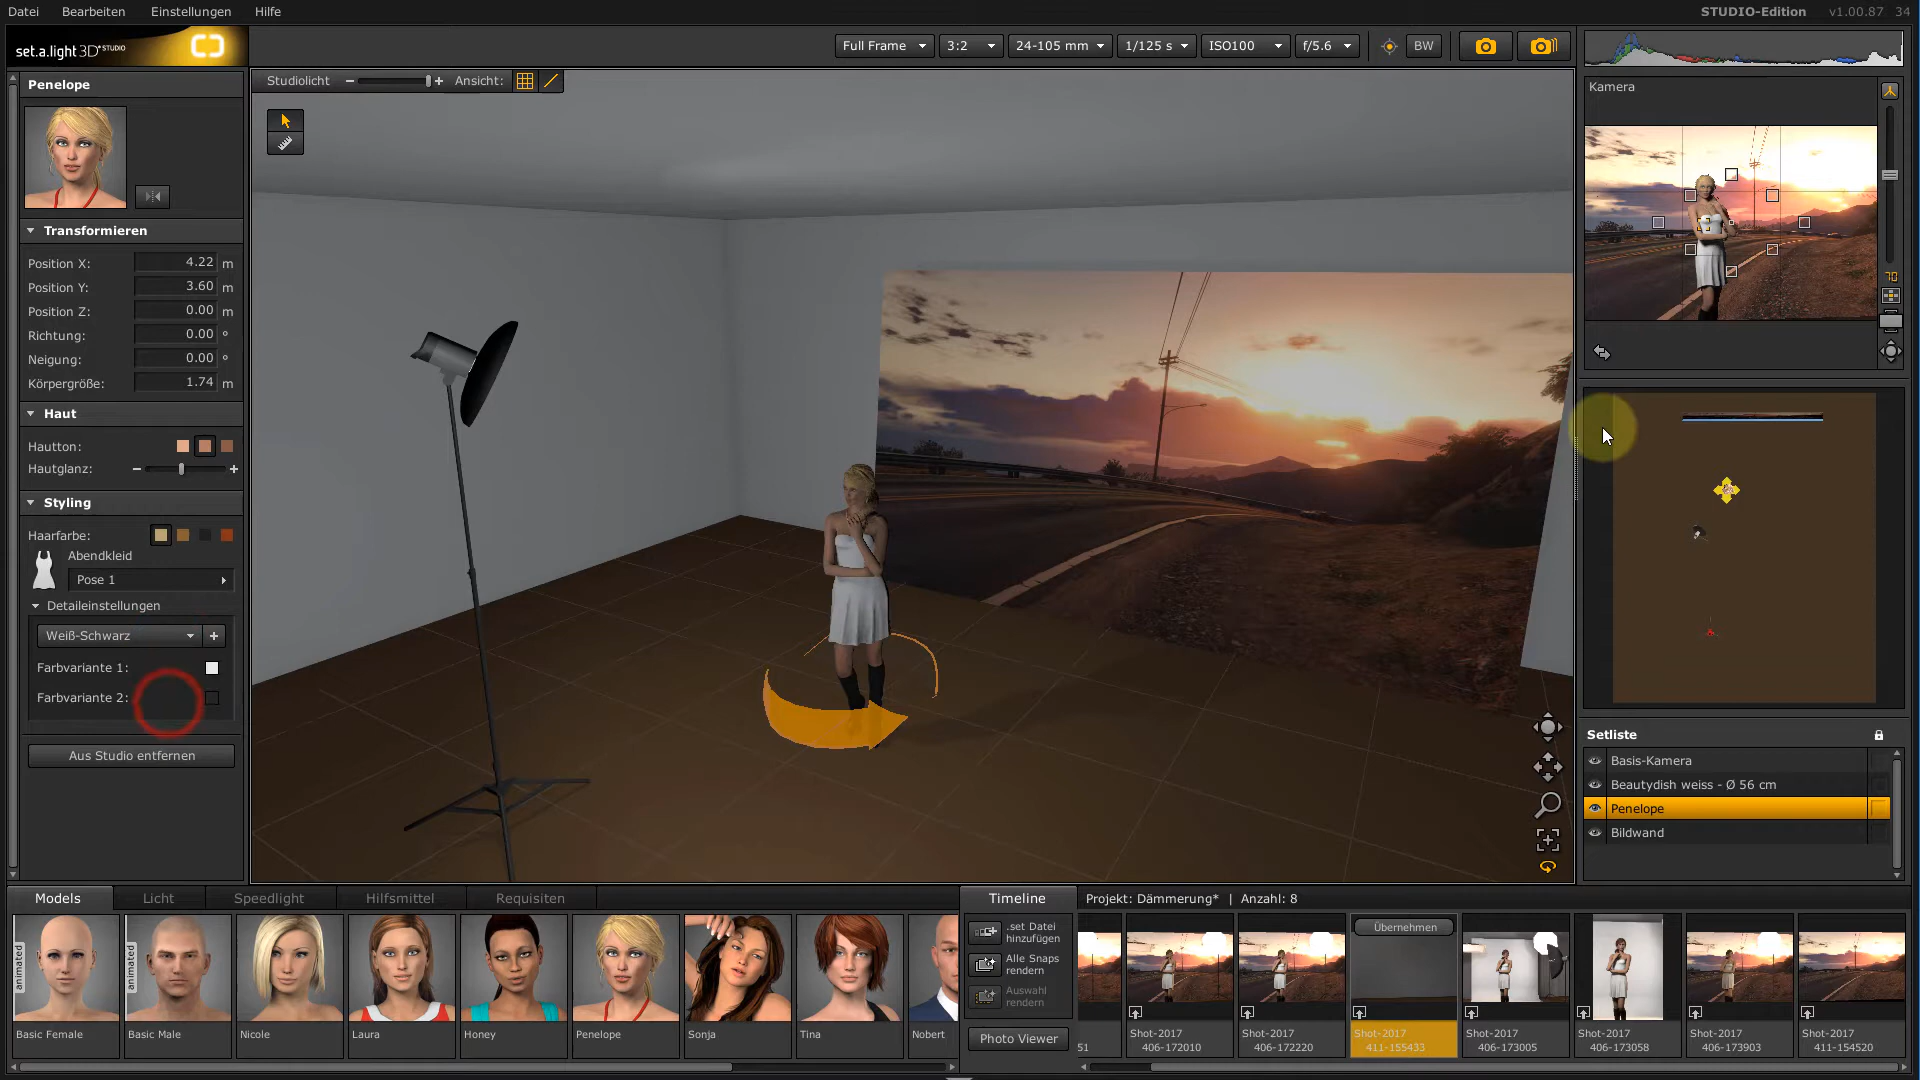 Datei Bearbeiten Einstellungen Hilfe STUDIO-Edition v1.00.87 34
set.a.light 3D STUDIO Full Frame 3:2 24-105 mm 1/125 s ISO100 f/5.6 BW
Studiolicht Ansicht:
Penelope
Transformieren
Position X: 4.22 m
Position Y: 3.60 m
Position Z: 0.00 m
Richtung: 0.00 °
Neigung: 0.00 °
Körpergröße: 1.74 m
Haut
Hautton:
Hautglanz:
Styling
Haarfarbe:
Abendkleid
Pose 1
Detaileinstellungen
Weiß-Schwarz
Farbvariante 1:
Farbvariante 2:
Aus Studio entfernen
Kamera
70
Setliste
Basis-Kamera
Beautydish weiss - Ø 56 cm
Penelope
Bildwand
Models Licht Speedlight Hilfsmittel Requisiten
animated
animated
Basic Female Basic Male Nicole Laura Honey Penelope Sonja Tina Nobert
Timeline Projekt: Dämmerung* | Anzahl: 8
.set Datei
hinzufügen
Alle Snaps
rendern
Auswahl
rendern
Photo Viewer
Übernehmen
51
Shot-2017
406-172010
Shot-2017
406-172220
Shot-2017
411-155433
Shot-2017
406-173005
Shot-2017
406-173058
Shot-2017
406-173903
Shot-2017
411-154520